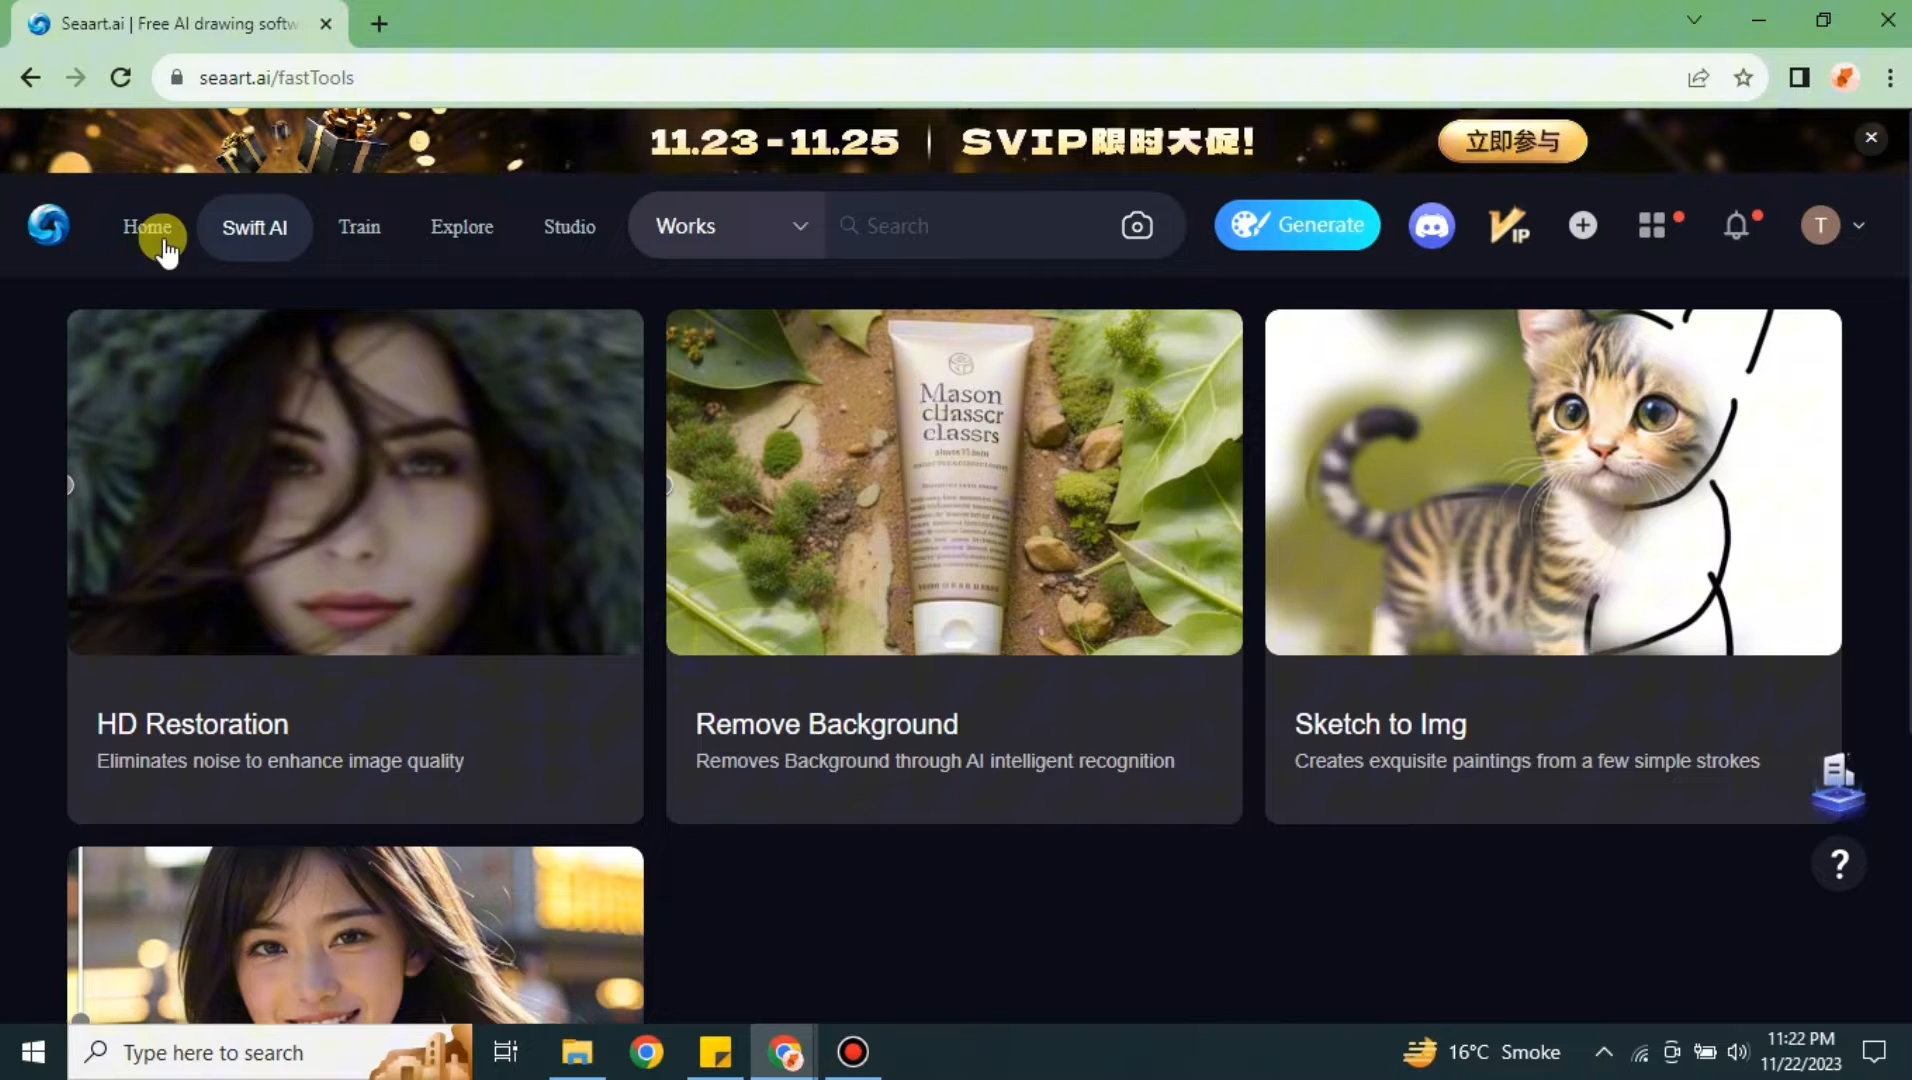 Seaart.ai | Free AI drawing softw
seaart.ai/fastTools
11.23-11.25 | SVIP限时大促!
立即参与
Home
Swift AI
Train
Explore
Studio
Works
Search
Generate
VIP
T
Mason
HD Restoration
Eliminates noise to enhance image quality
Remove Background
Removes Background through AI intelligent recognition
Sketch to Img
Creates exquisite paintings from a few simple strokes
?
Type here to search
16°C Smoke
11:22 PM
11/22/2023